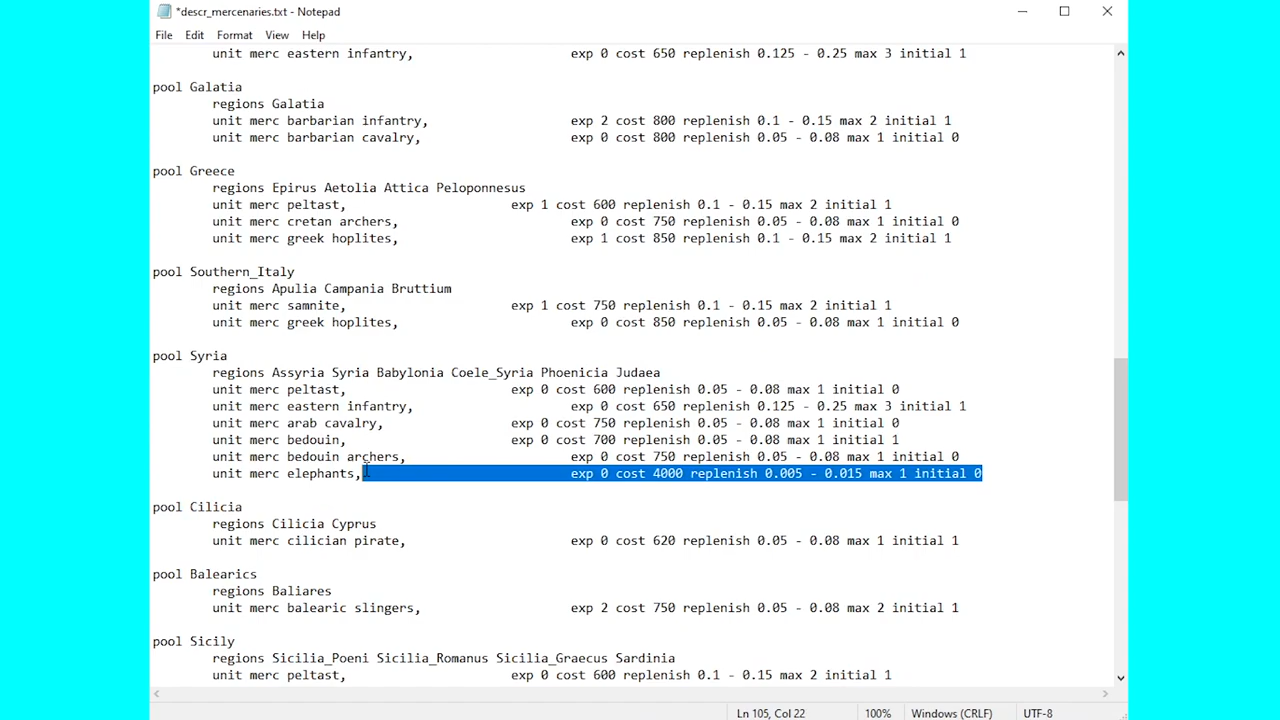 *descr_mercenaries.txt - Notepad
File Edit Format View Help
unit merc eastern infantry, exp 0 cost 650 replenish 0.125 - 0.25 max 3 initial 1
pool Galatia
regions Galatia
unit merc barbarian infantry, exp 2 cost 800 replenish 0.1 - 0.15 max 2 initial 1
unit merc barbarian cavalry, exp 0 cost 800 replenish 0.05 - 0.08 max 1 initial 0
pool Greece
regions Epirus Aetolia Attica Peloponnesus
unit merc peltast, exp 1 cost 600 replenish 0.1 - 0.15 max 2 initial 1
unit merc cretan archers, exp 0 cost 750 replenish 0.05 - 0.08 max 1 initial 0
unit merc greek hoplites, exp 1 cost 850 replenish 0.1 - 0.15 max 2 initial 1
pool Southern_Italy
regions Apulia Campania Bruttium
unit merc samnite, exp 1 cost 750 replenish 0.1 - 0.15 max 2 initial 1
unit merc greek hoplites, exp 0 cost 850 replenish 0.05 - 0.08 max 1 initial 0
pool Syria
regions Assyria Syria Babylonia Coele_Syria Phoenicia Judaea
unit merc peltast, exp 0 cost 600 replenish 0.05 - 0.08 max 1 initial 0
unit merc eastern infantry, exp 0 cost 650 replenish 0.125 - 0.25 max 3 initial 1
unit merc arab cavalry, exp 0 cost 750 replenish 0.05 - 0.08 max 1 initial 0
unit merc bedouin, exp 0 cost 700 replenish 0.05 - 0.08 max 1 initial 1
unit merc bedouin archers, exp 0 cost 750 replenish 0.05 - 0.08 max 1 initial 0
unit merc elephants, exp 0 cost 4000 replenish 0.005 - 0.015 max 1 initial 0
pool Cilicia
regions Cilicia Cyprus
unit merc cilician pirate, exp 0 cost 620 replenish 0.05 - 0.08 max 1 initial 1
pool Balearics
regions Baliares
unit merc balearic slingers, exp 2 cost 750 replenish 0.05 - 0.08 max 2 initial 1
pool Sicily
regions Sicilia_Poeni Sicilia_Romanus Sicilia_Graecus Sardinia
unit merc peltast, exp 0 cost 600 replenish 0.1 - 0.15 max 2 initial 1
Ln 105, Col 22 100% Windows (CRLF) UTF-8